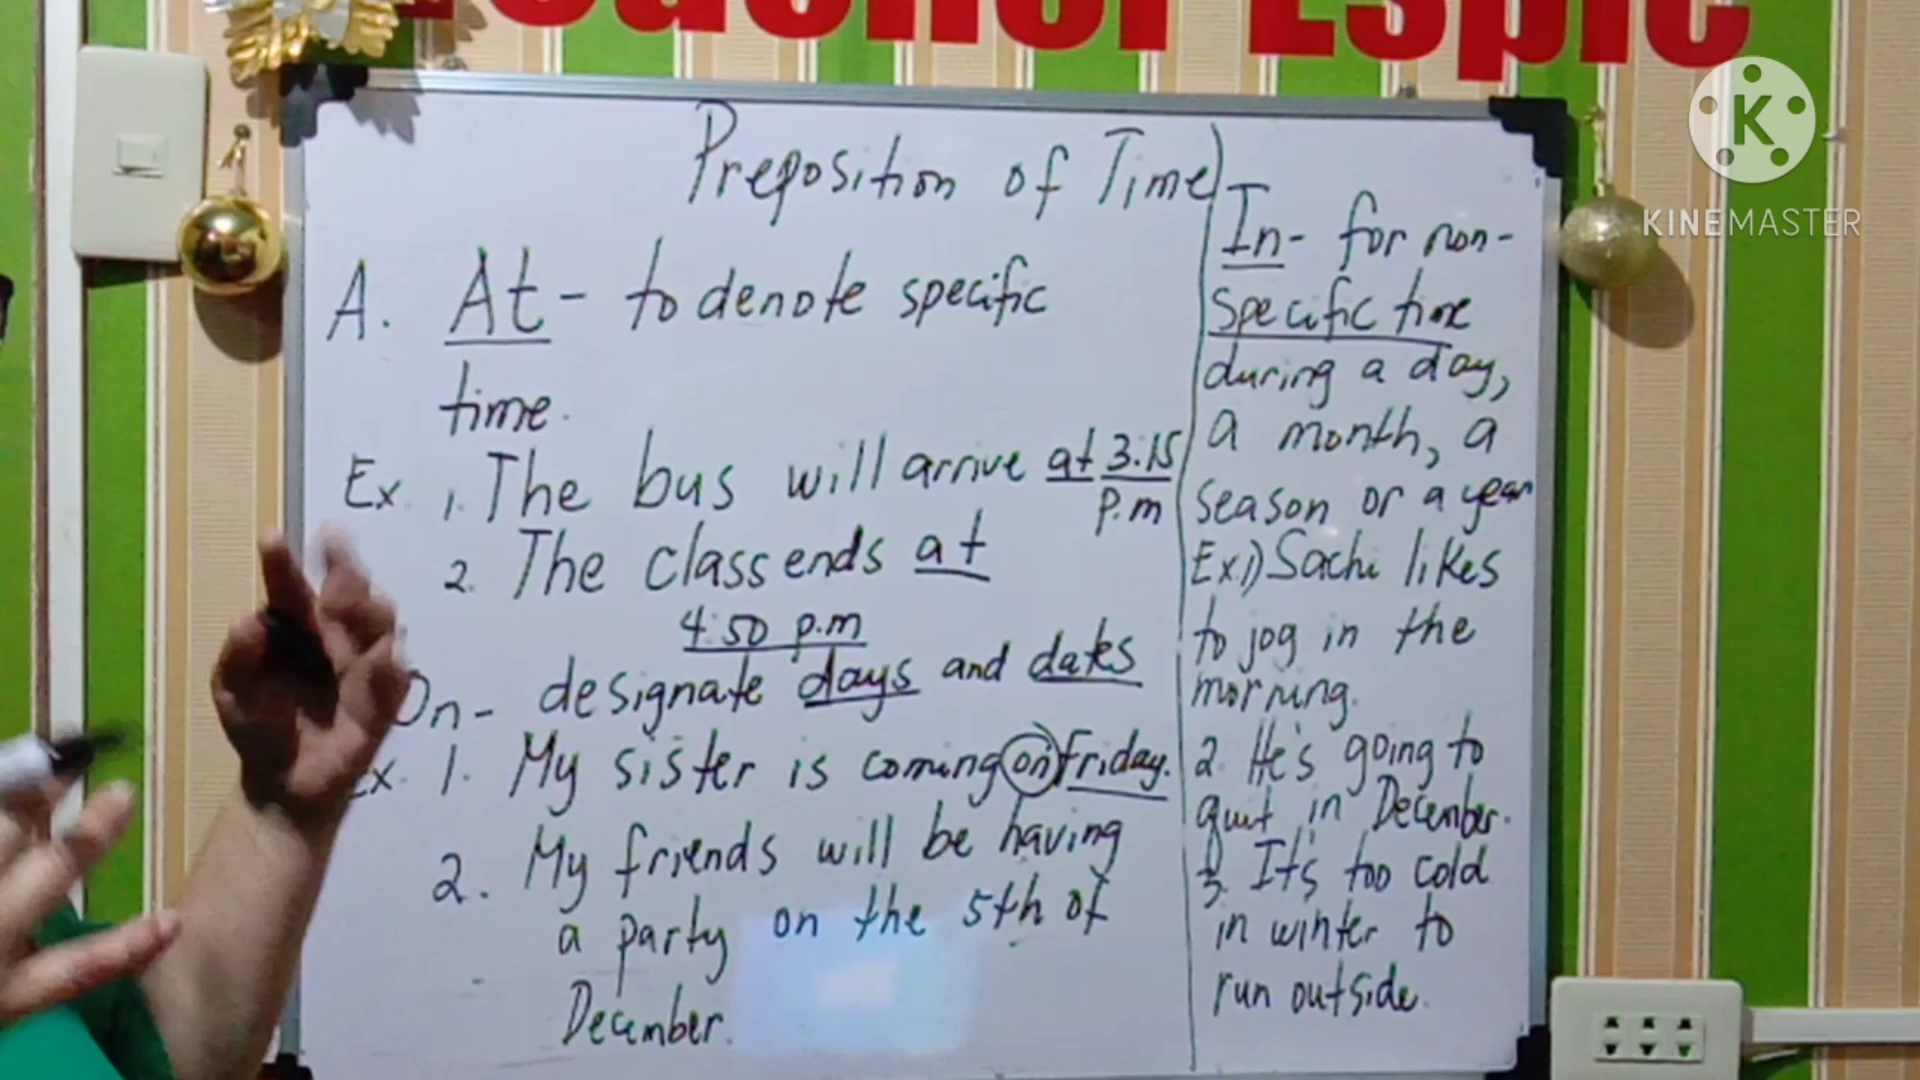 Teacher Espie
K
KINEMASTER
Preposition of Time
A. At - to denote specific
time.
Ex. 1. The bus will arrive at 3:15
p.m
2. The class ends at
4:50 p.m
On - designate days and dates
Ex. 1. My sister is coming on friday.
2. My friends will be having
a party on the 5th of
December.
In - for non-
specific time
during a day,
a month, a
season or a year
Ex. 1) Sachi likes
to jog in the
morning.
2. He's going to
quit in December.
3. It's too cold
in winter to
run outside.